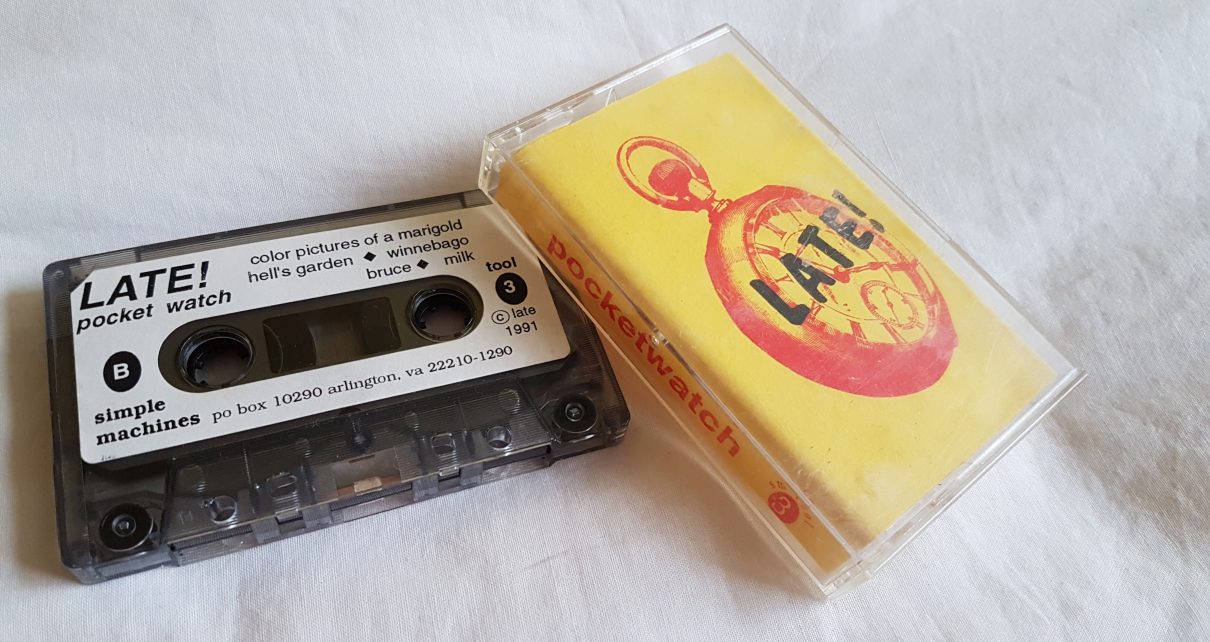 LATE!
pocket watch
color pictures of a marigold
hell's garden ◆ winnebago
bruce ◆ milk
tool
3
© late
1991
B
simple
machines
po box 10290 arlington, va 22210-1290
LATE!
pocketwatch
3